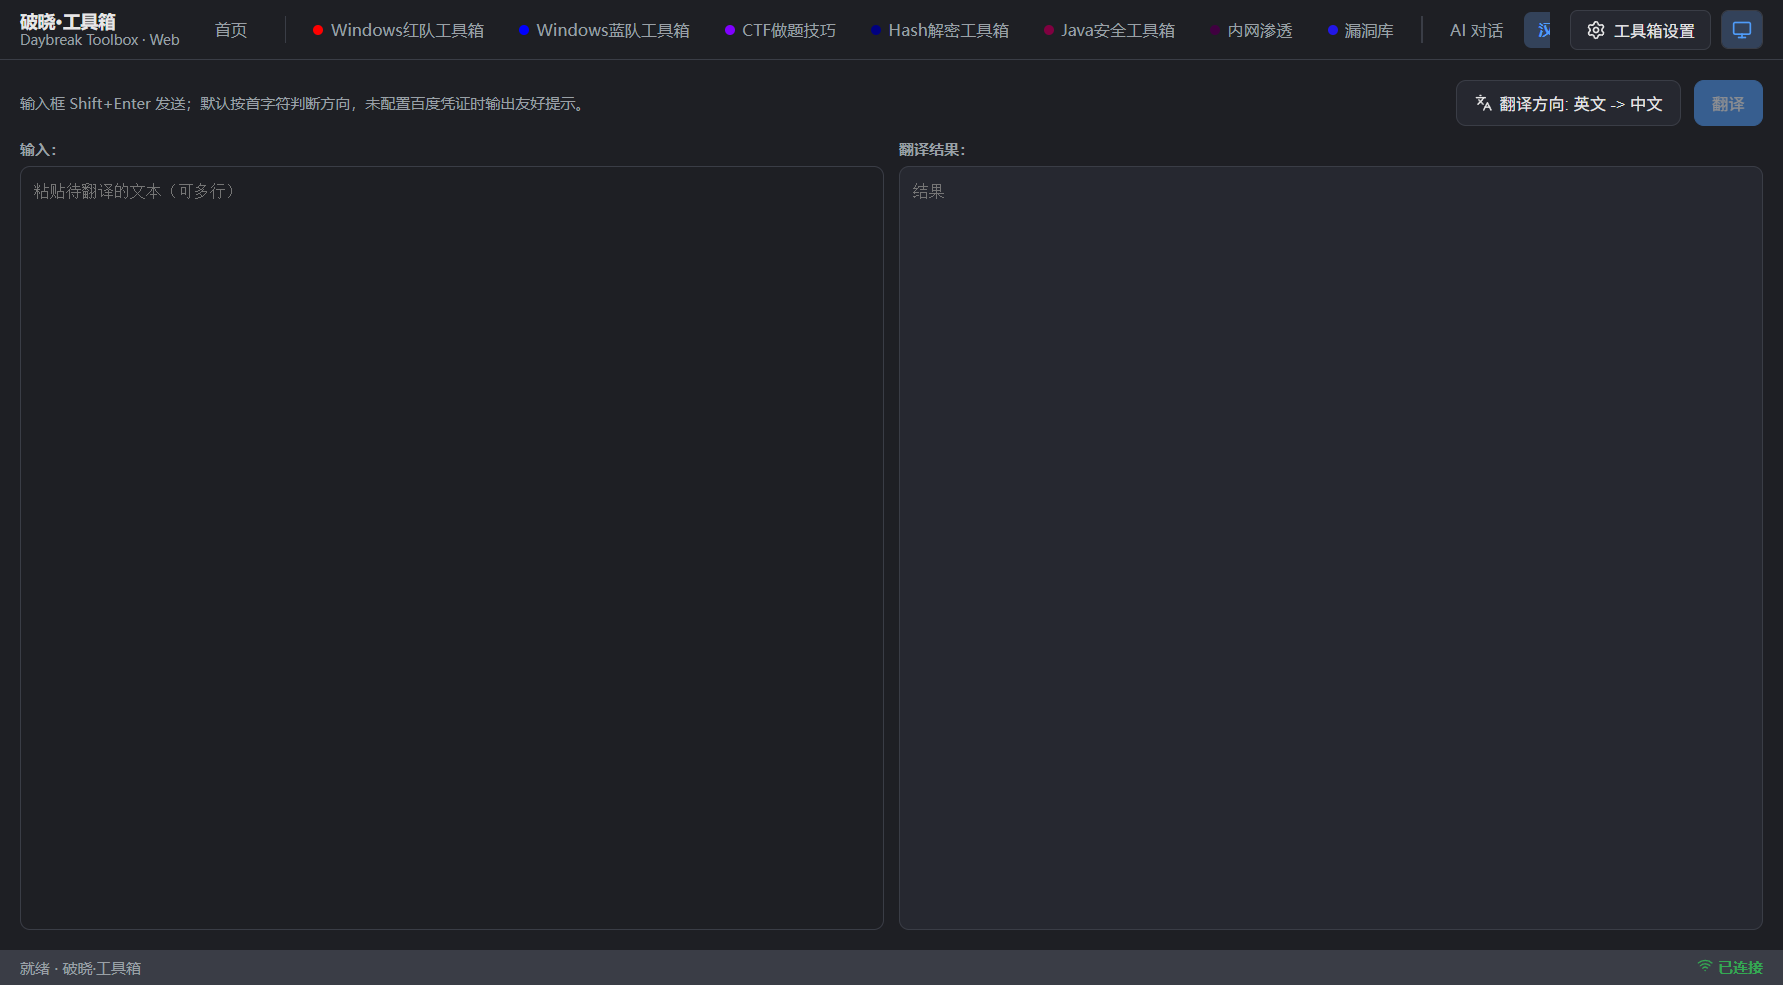 破晓•工具箱
Daybreak Toolbox · Web
首页
Windows红队工具箱
Windows蓝队工具箱
CTF做题技巧
Hash解密工具箱
Java安全工具箱
内网渗透
漏洞库
AI 对话
工具箱设置
输入框 Shift+Enter 发送；默认按首字符判断方向，未配置百度凭证时输出友好提示。
翻译方向: 英文 -> 中文
翻译
输入：
翻译结果：
粘贴待翻译的文本（可多行）
结果
就绪 · 破晓·工具箱
已连接